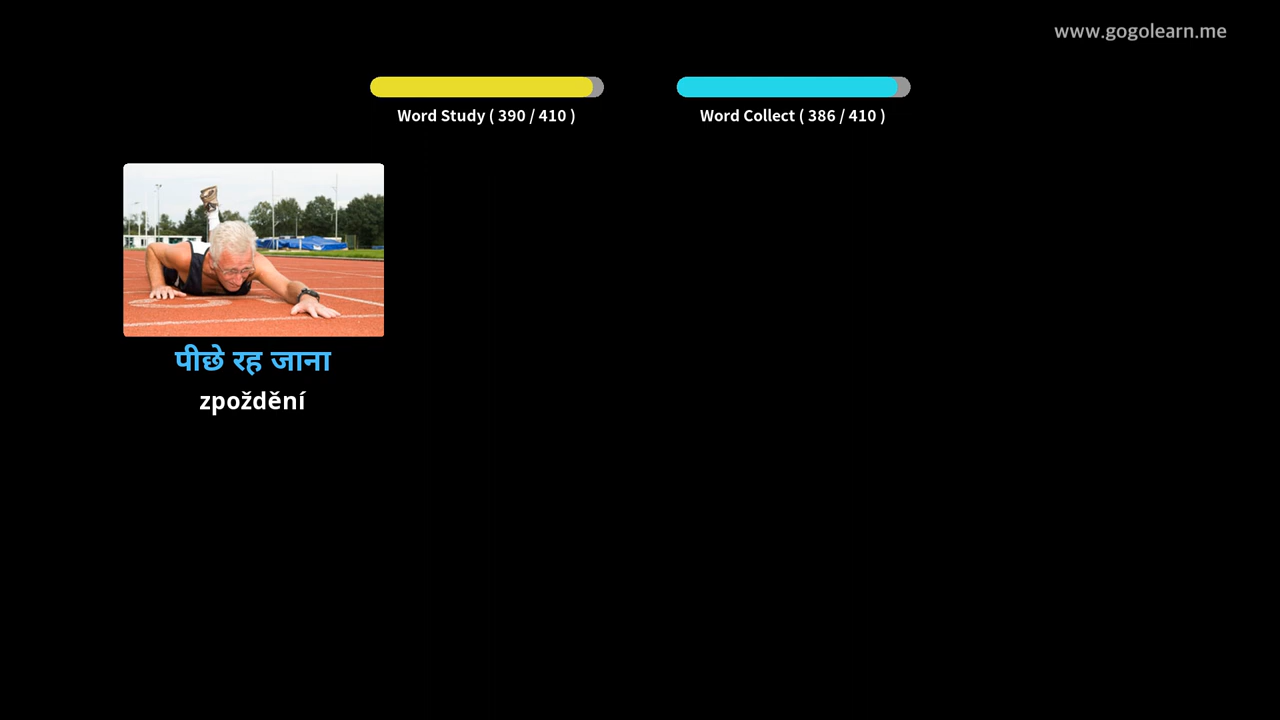 www.gogolearn.me
Word Study ( 390 / 410 )
Word Collect ( 386 / 410 )
पीछे रह जाना
zpoždění